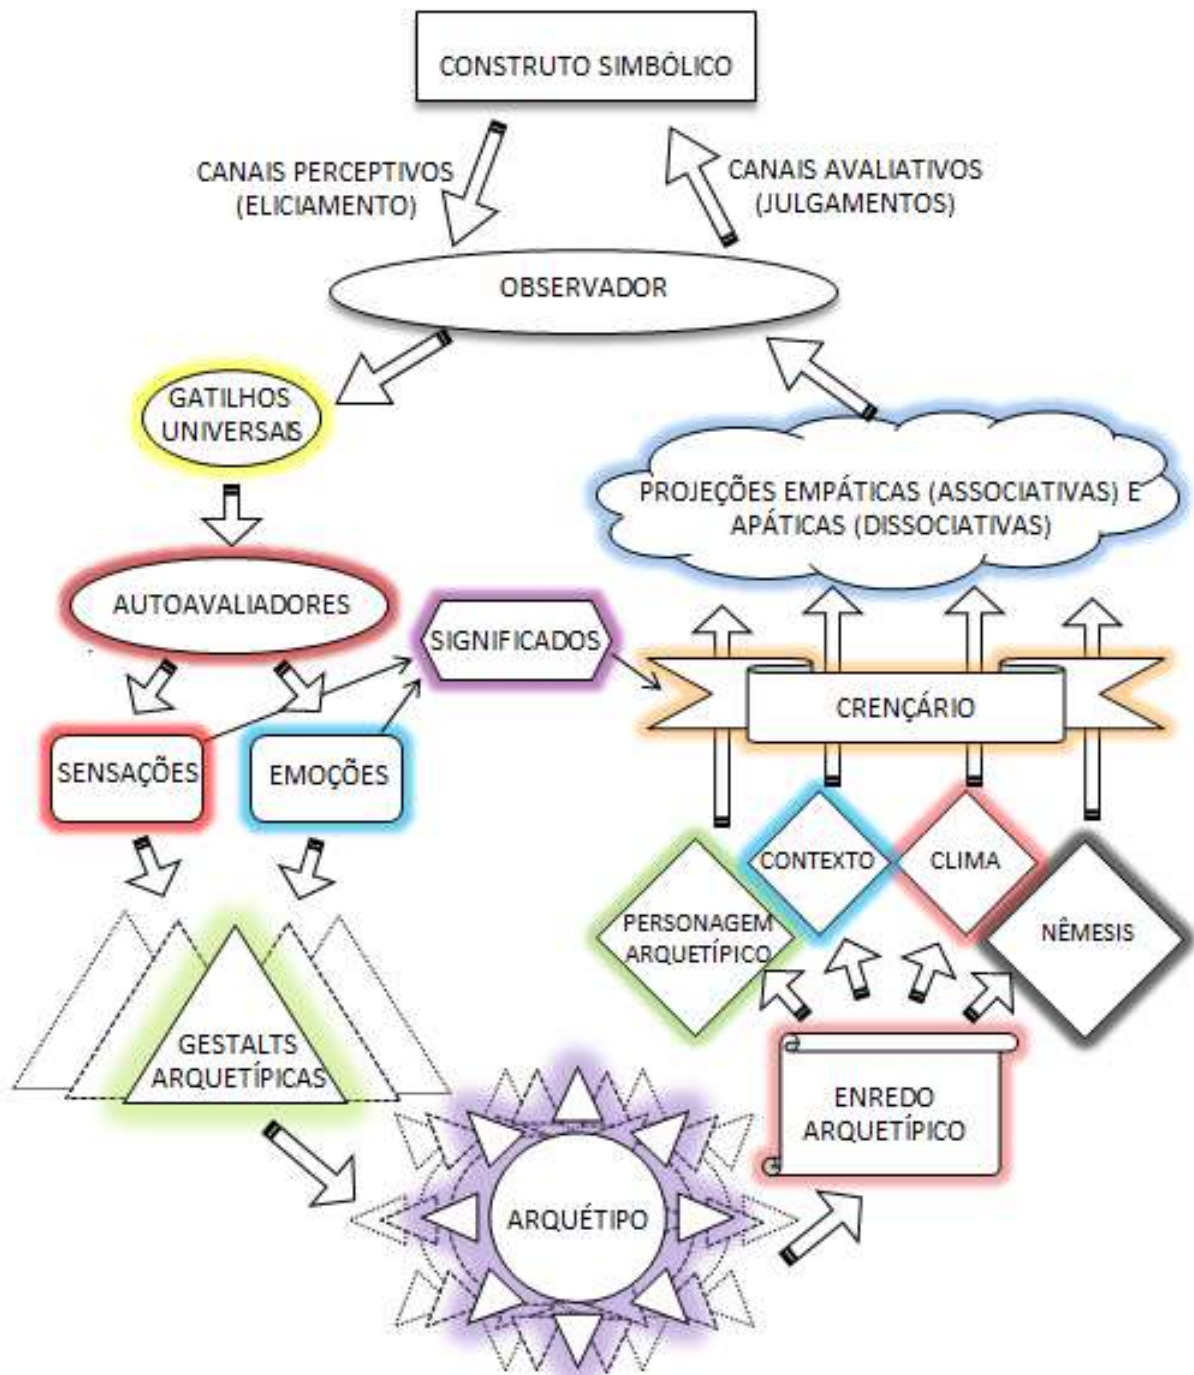 CONSTRUTO SIMBÓLICO
CANAIS PERCEPTIVOS
(ELICIAMENTO)
CANAIS AVALIATIVOS
(JULGAMENTOS)
OBSERVADOR
GATILHOS
UNIVERSAIS
PROJEÇÕES EMPÁTICAS (ASSOCIATIVAS) E
APÁTICAS (DISSOCIATIVAS)
AUTOAVALIADORES
SIGNIFICADOS
CRENÇÁRIO
SENSAÇÕES
EMOÇÕES
CONTEXTO
CLIMA
PERSONAGEM
ARQUETÍPICO
NÊMESIS
GESTALTS
ARQUETÍPICAS
ENREDO
ARQUETÍPICO
ARQUÉTIPO